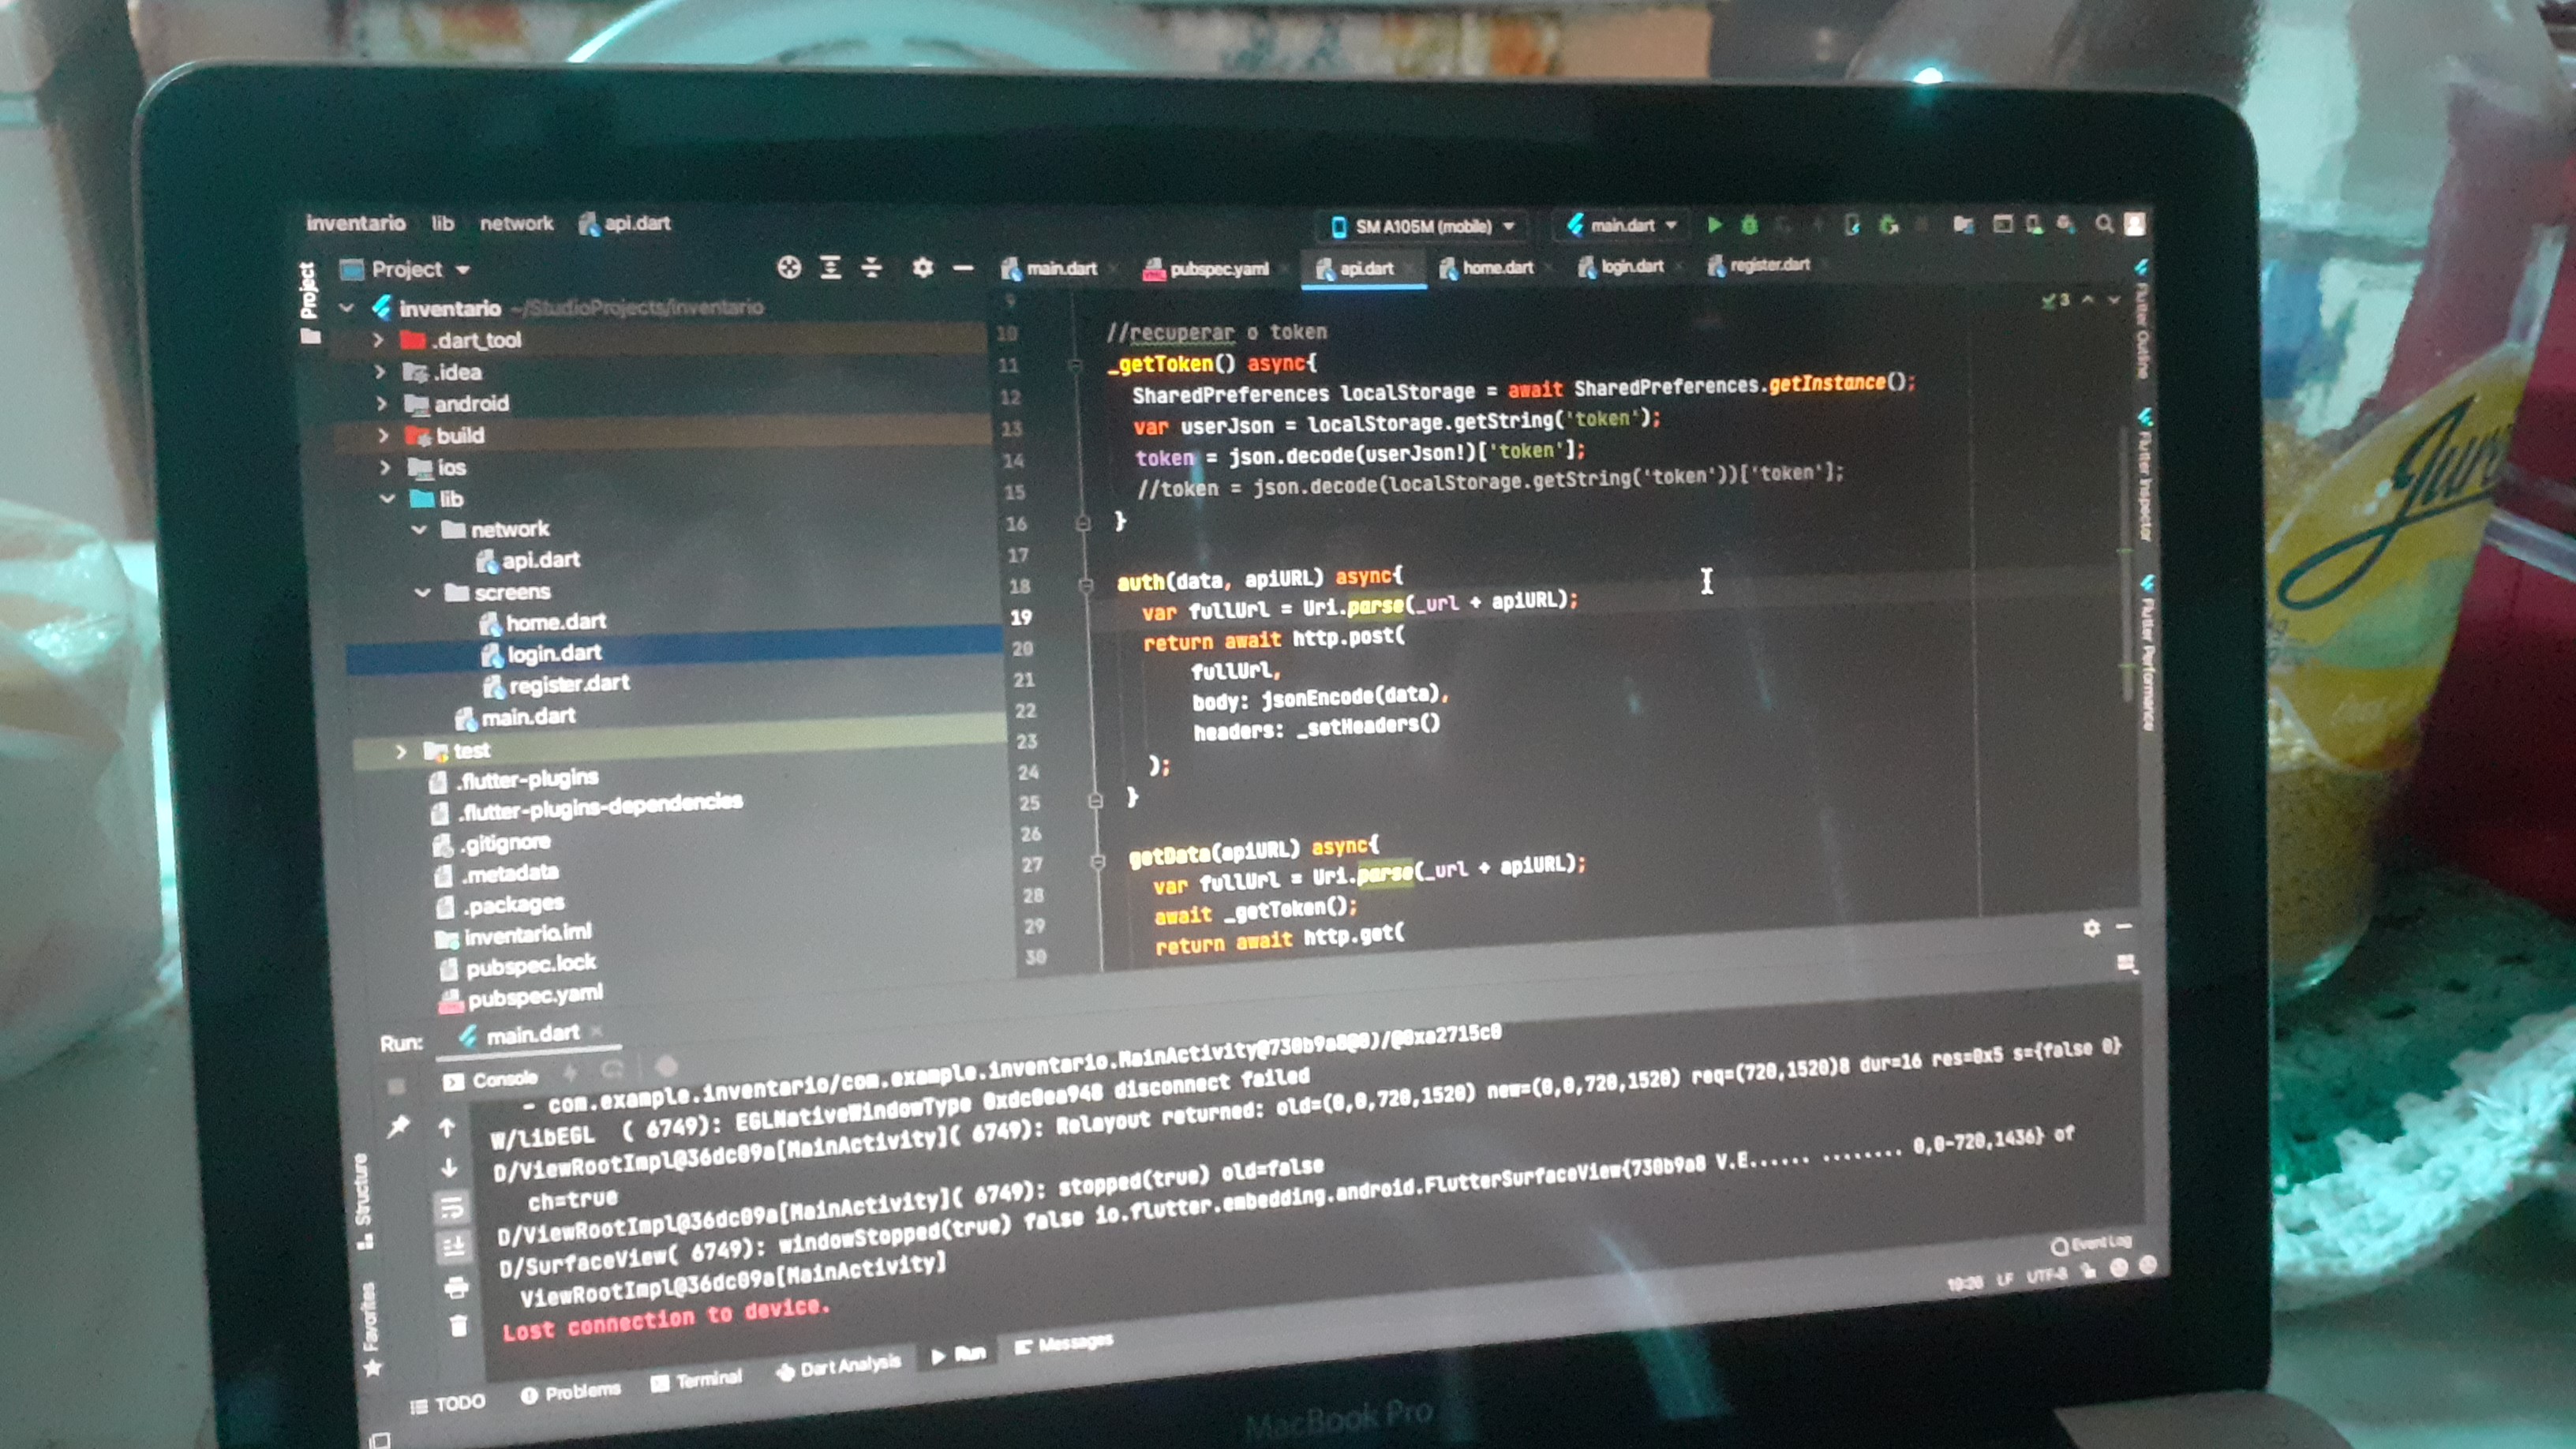 inventario lib network api.dart
SM A105M (mobile) main.dart
Project
Project
main.dart pubspec.yaml api.dart home.dart login.dart register.dart
inventario ~/StudioProjects/inventario
.dart_tool
.idea
android
build
ios
lib
network
api.dart
screens
home.dart
login.dart
register.dart
main.dart
test
.flutter-plugins
.flutter-plugins-dependencies
.gitignore
.metadata
.packages
inventario.iml
pubspec.lock
pubspec.yaml
3
9
10 //recuperar o token
11 _getToken() async{
12 SharedPreferences localStorage = await SharedPreferences.getInstance();
13 var userJson = localStorage.getString('token');
14 token = json.decode(userJson!)['token'];
15 //token = json.decode(localStorage.getString('token'))['token'];
16 }
17
18 auth(data, apiURL) async{
19 var fullUrl = Uri.parse(_url + apiURL);
20 return await http.post(
21 fullUrl,
22 body: jsonEncode(data),
23 headers: _setHeaders()
24 );
25 }
26
27 getData(apiURL) async{
28 var fullUrl = Uri.parse(_url + apiURL);
29 await _getToken();
30 return await http.get(
Flutter Outline
Flutter Inspector
Flutter Performance
Run: main.dart
Console
- com.example.inventario/com.example.inventario.MainActivity@730b9a8@0)/@0xa2715c0
W/libEGL ( 6749): EGLNativeWindowType 0xdc0ea948 disconnect failed
D/ViewRootImpl@36dc09a[MainActivity]( 6749): Relayout returned: old=(0,0,720,1520) new=(0,0,720,1520) req=(720,1520)8 dur=16 res=0x5 s={false 0}
ch=true
D/ViewRootImpl@36dc09a[MainActivity]( 6749): stopped(true) old=false
D/SurfaceView( 6749): windowStopped(true) false io.flutter.embedding.android.FlutterSurfaceView{730b9a8 V.E...... ........ 0,0-720,1436} of
ViewRootImpl@36dc09a[MainActivity]
Lost connection to device.
Structure
Favorites
TODO Problems Terminal Dart Analysis Run Messages
Event Log
LF UTF-8
MacBook Pro